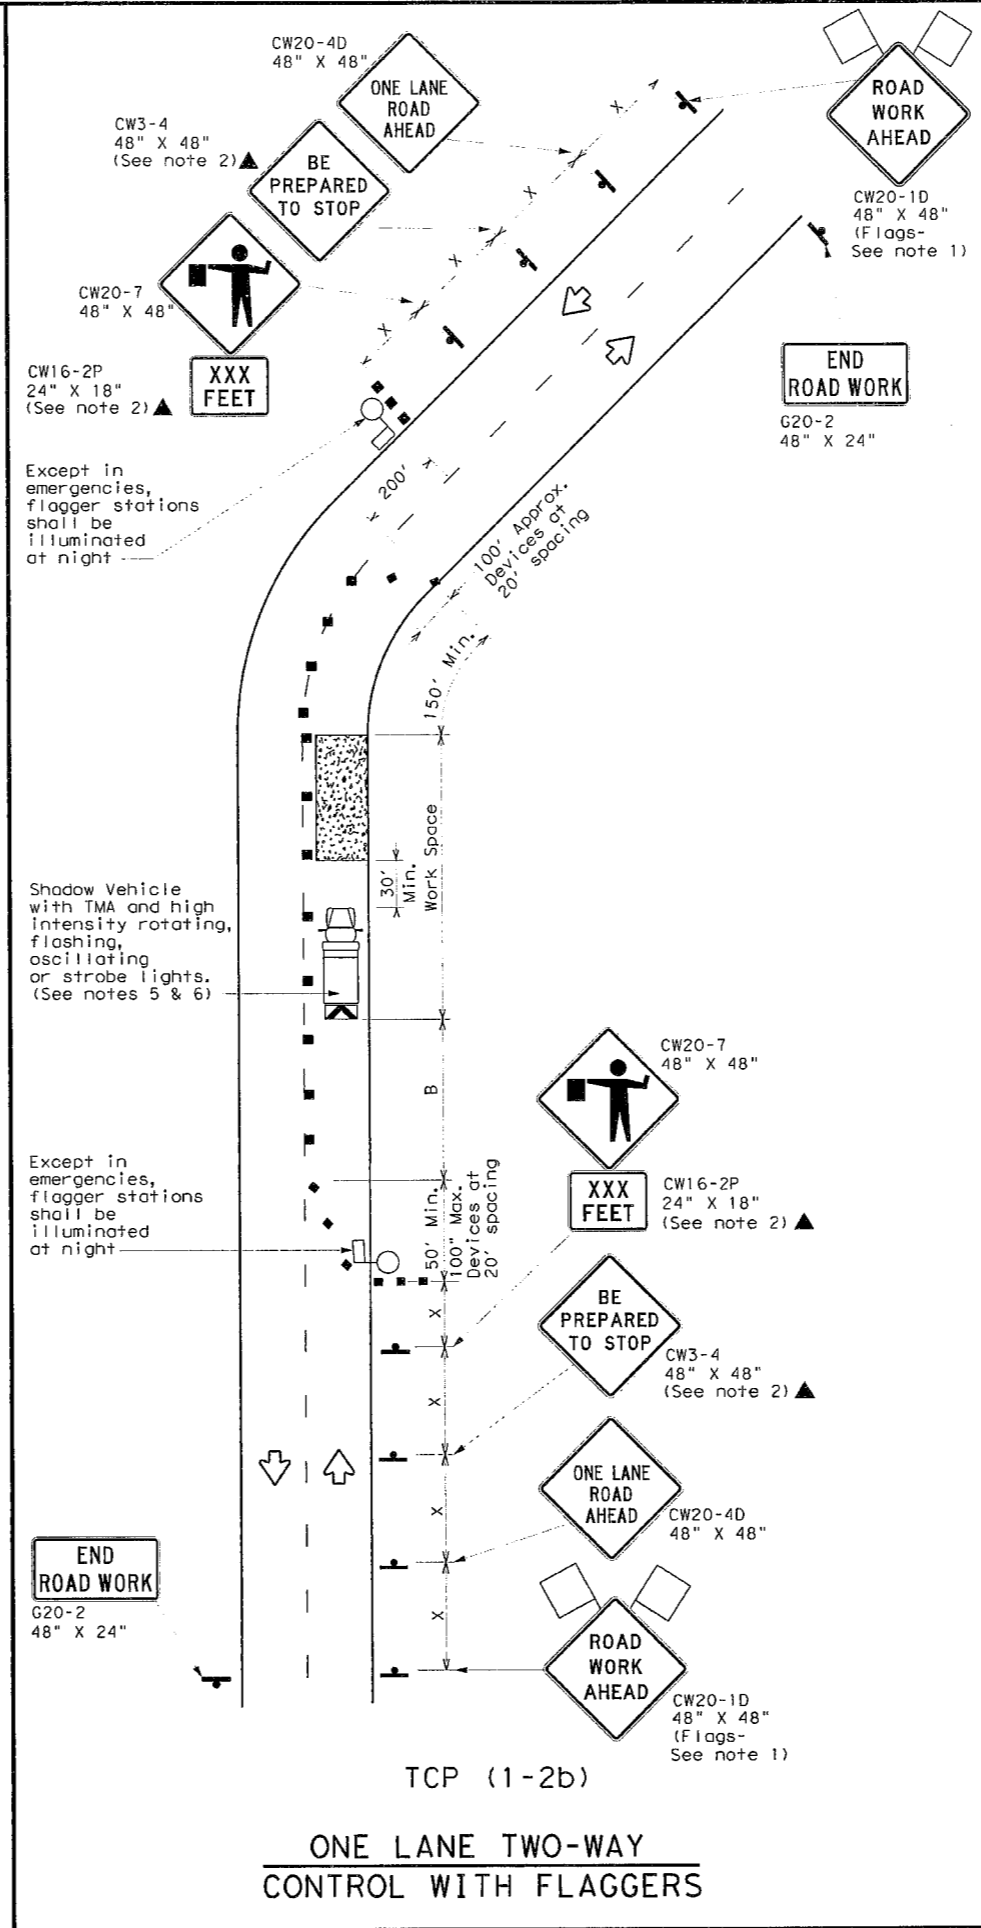 CW20-4D
48" X 48"
ONE LANE
ROAD
AHEAD
ROAD
WORK
AHEAD
CW20-1D
48" X 48"
(Flags-
See note 1)
CW3-4
48" X 48"
(See note 2)▲
BE
PREPARED
TO STOP
X
X
X
X
CW20-7
48" X 48"
CW16-2P
24" X 18"
(See note 2)▲
XXX
FEET
END
ROAD WORK
G20-2
48" X 24"
Except in
emergencies,
flagger stations
shall be
illuminated
at night
200'
100' Approx.
Devices at
20' spacing
150' Min.
30'
Min.
Work Space
Shadow Vehicle
with TMA and high
intensity rotating,
flashing,
oscillating
or strobe lights.
(See notes 5 & 6)
B
CW20-7
48" X 48"
Except in
emergencies,
flagger stations
shall be
illuminated
at night
50' Min.
100" Max.
Devices at
20' spacing
XXX
FEET
CW16-2P
24" X 18"
(See note 2)▲
X
BE
PREPARED
TO STOP
CW3-4
48" X 48"
(See note 2)▲
X
ONE LANE
ROAD
AHEAD
CW20-4D
48" X 48"
X
END
ROAD WORK
G20-2
48" X 24"
X
ROAD
WORK
AHEAD
CW20-1D
48" X 48"
(Flags-
See note 1)
TCP (1-2b)
ONE LANE TWO-WAY
CONTROL WITH FLAGGERS